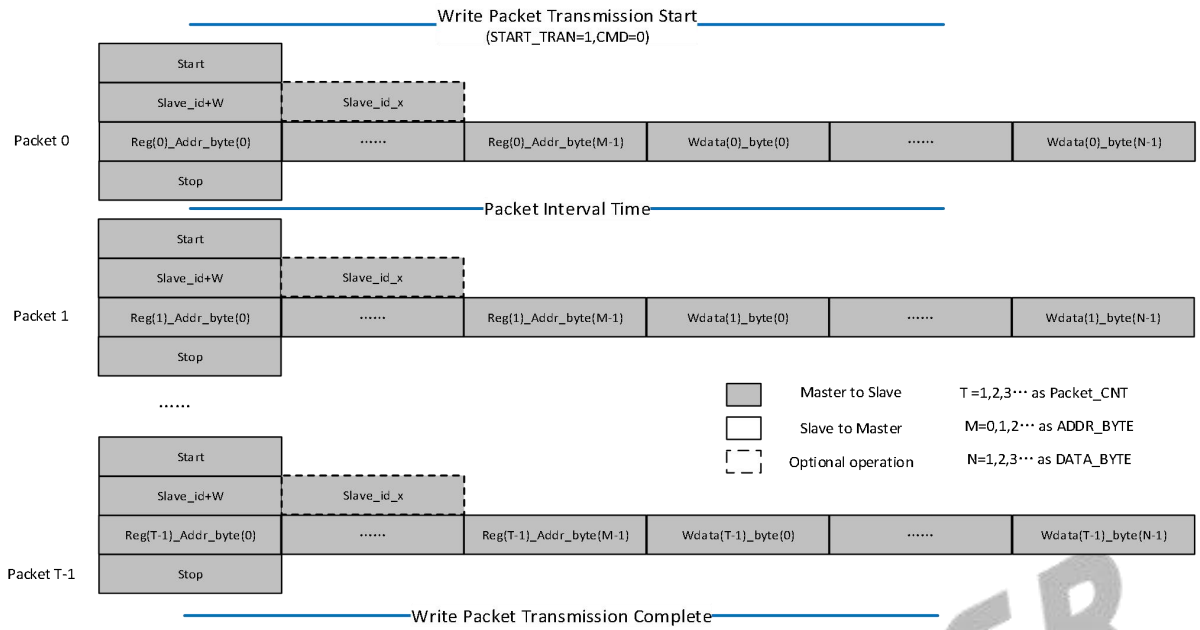 Write Packet Transmission Start
(START_TRAN=1,CMD=0)
Start
Slave_id+W Slave_id_x
Packet 0 Reg(0)_Addr_byte(0) ...... Reg(0)_Addr_byte(M-1) Wdata(0)_byte(0) ...... Wdata(0)_byte(N-1)
Stop
Packet Interval Time
Start
Slave_id+W Slave_id_x
Packet 1 Reg(1)_Addr_byte(0) ...... Reg(1)_Addr_byte(M-1) Wdata(1)_byte(0) ...... Wdata(1)_byte(N-1)
Stop
Master to Slave T =1,2,3··· as Packet_CNT
......
Slave to Master M=0,1,2··· as ADDR_BYTE
Start
Optional operation N=1,2,3··· as DATA_BYTE
Slave_id+W Slave_id_x
Reg(T-1)_Addr_byte(0) ...... Reg(T-1)_Addr_byte(M-1) Wdata(T-1)_byte(0) ...... Wdata(T-1)_byte(N-1)
Packet T-1 Stop
Write Packet Transmission Complete